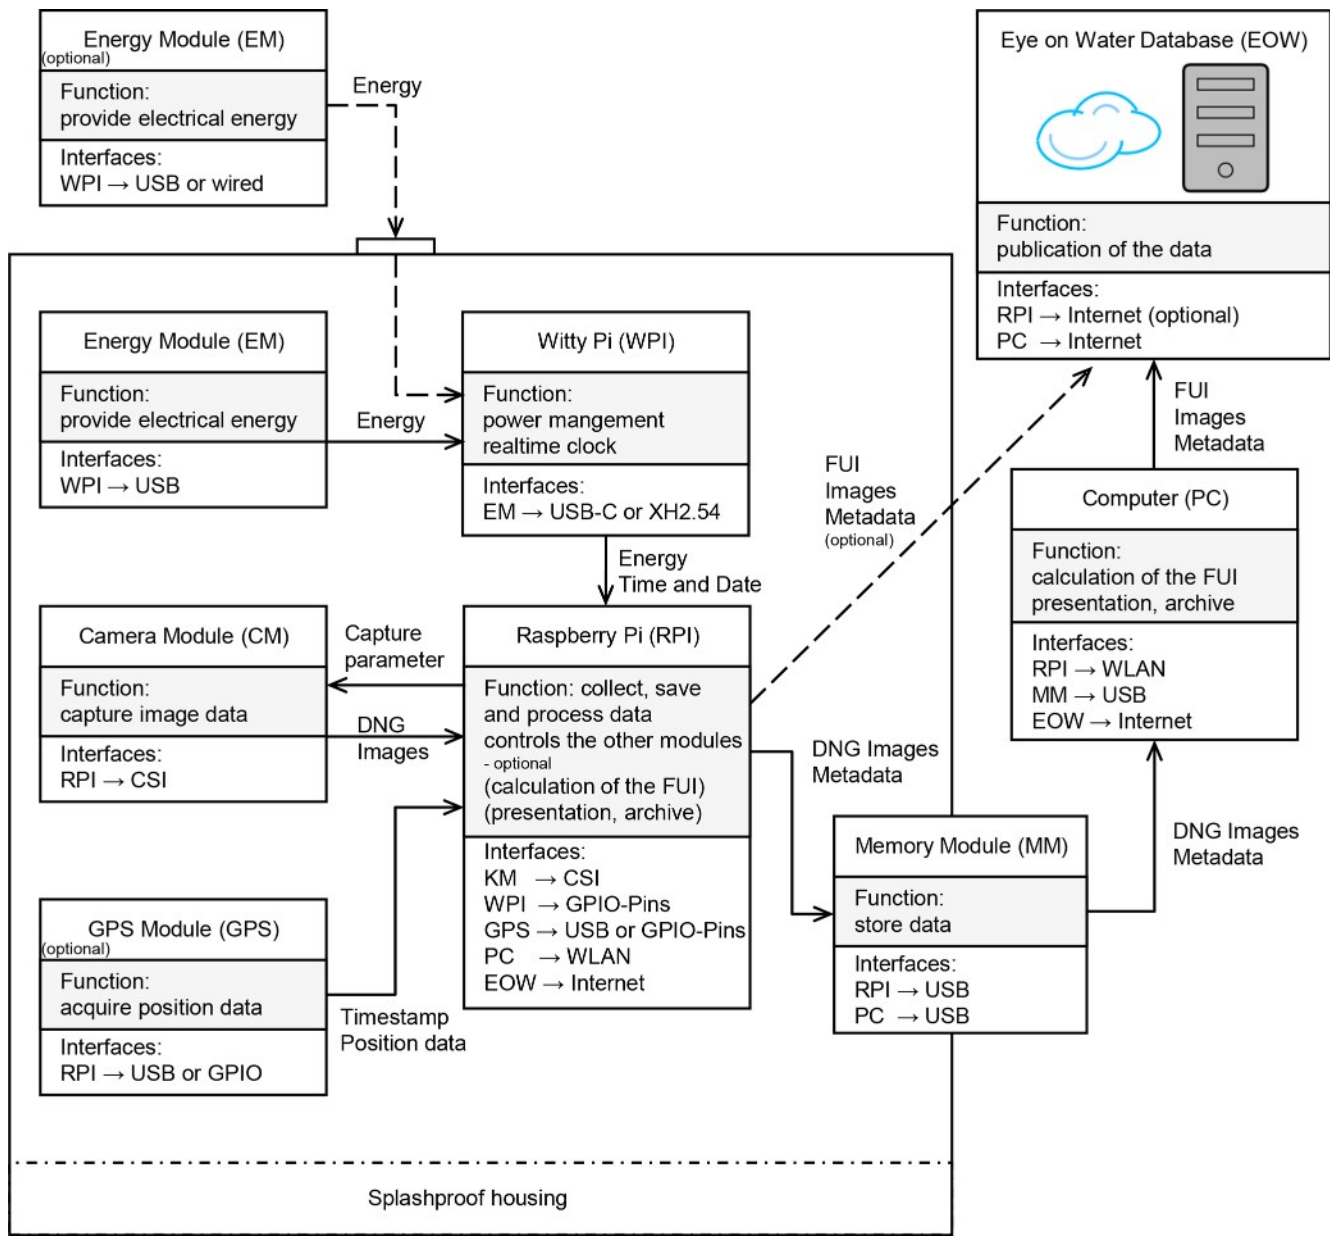 Energy Module (EM)
(optional)
Function:
provide electrical energy
Interfaces:
WPI → USB or wired
Energy
Eye on Water Database (EOW)
Function:
publication of the data
Interfaces:
RPI → Internet (optional)
PC → Internet
Energy Module (EM)
Function:
provide electrical energy
Interfaces:
WPI → USB
Energy
Witty Pi (WPI)
Function:
power mangement
realtime clock
Interfaces:
EM → USB-C or XH2.54
Energy
Time and Date
FUI
Images
Metadata
(optional)
FUI
Images
Metadata
Computer (PC)
Function:
calculation of the FUI
presentation, archive
Interfaces:
RPI → WLAN
MM → USB
EOW → Internet
Camera Module (CM)
Function:
capture image data
Interfaces:
RPI → CSI
Capture
parameter
DNG
Images
Raspberry Pi (RPI)
Function: collect, save
and process data
controls the other modules
- optional
(calculation of the FUI)
(presentation, archive)
Interfaces:
KM → CSI
WPI → GPIO-Pins
GPS → USB or GPIO-Pins
PC → WLAN
EOW → Internet
DNG Images
Metadata
Memory Module (MM)
Function:
store data
Interfaces:
RPI → USB
PC → USB
DNG Images
Metadata
GPS Module (GPS)
(optional)
Function:
acquire position data
Interfaces:
RPI → USB or GPIO
Timestamp
Position data
Splashproof housing